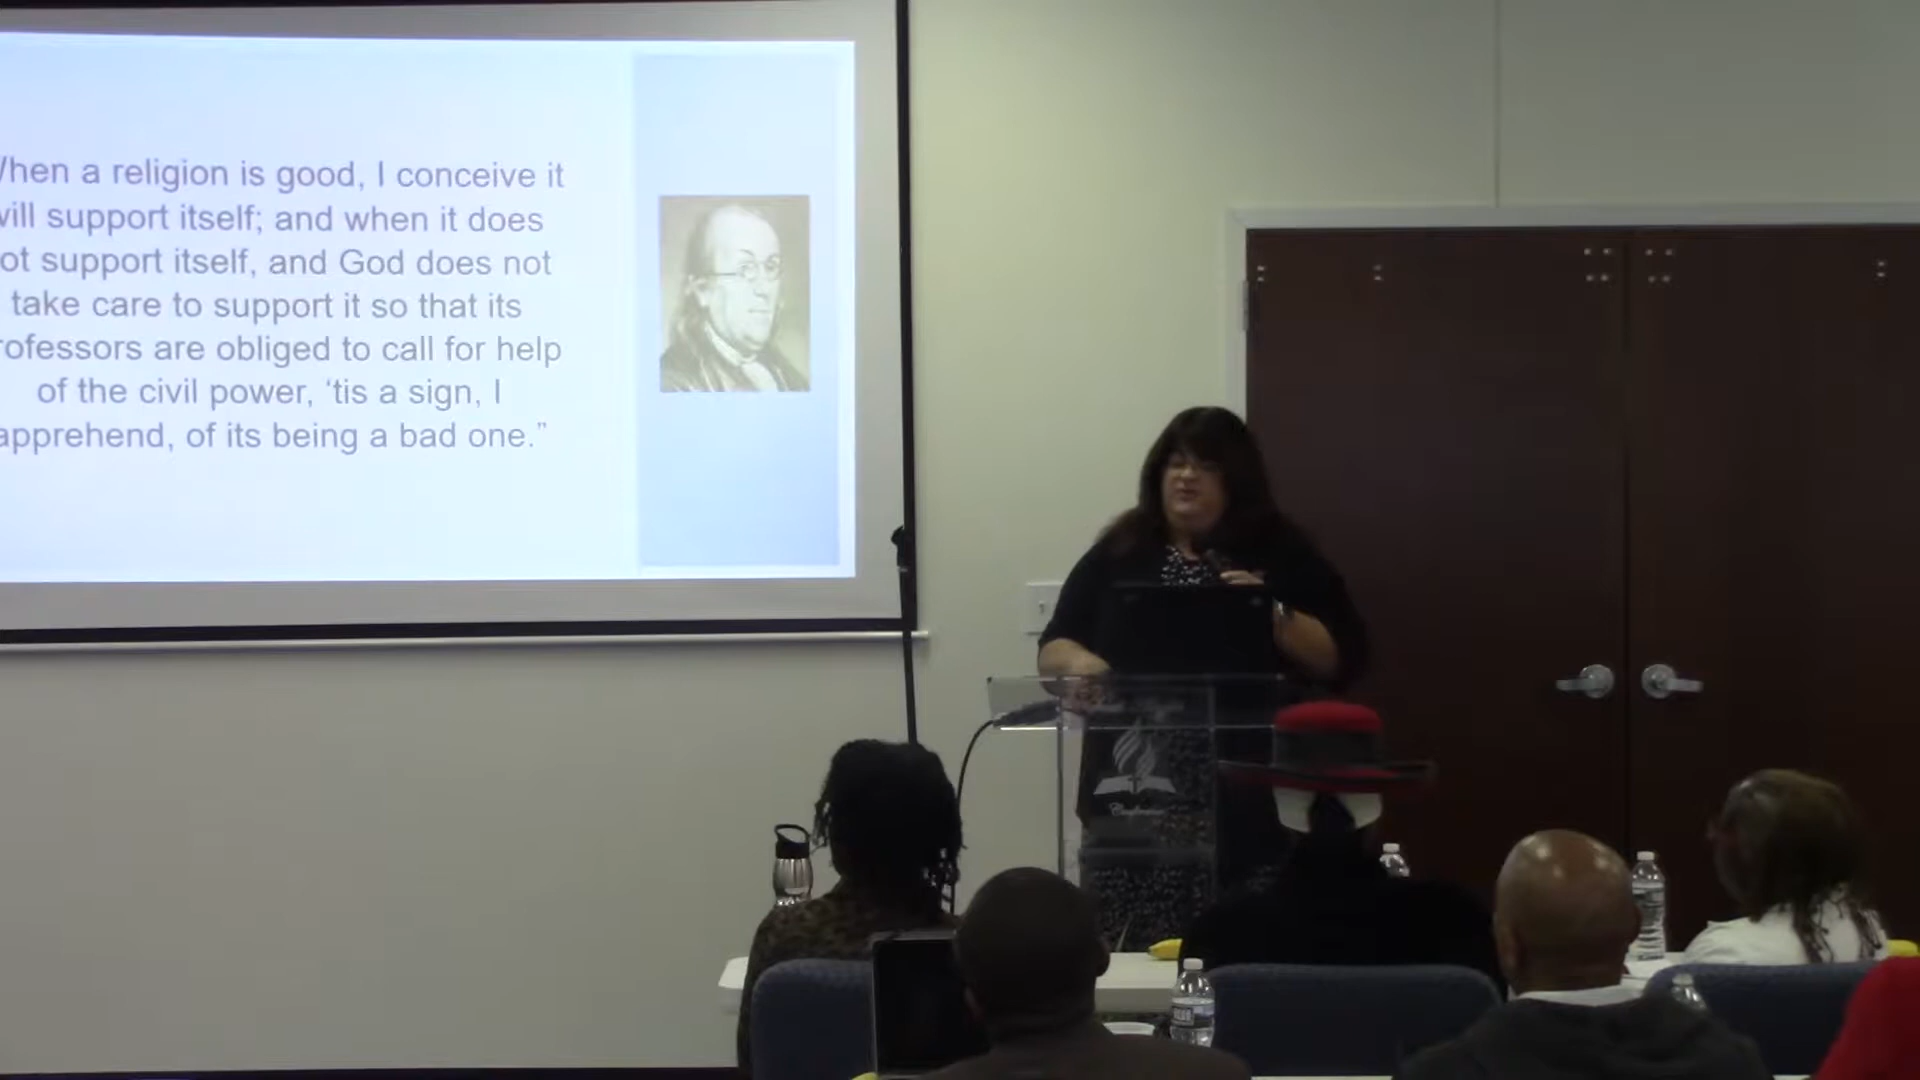 hen a religion is good, I conceive it
will support itself; and when it does
ot support itself, and God does not
take care to support it so that its
rofessors are obliged to call for help
of the civil power, ‘tis a sign, I
apprehend, of its being a bad one.”